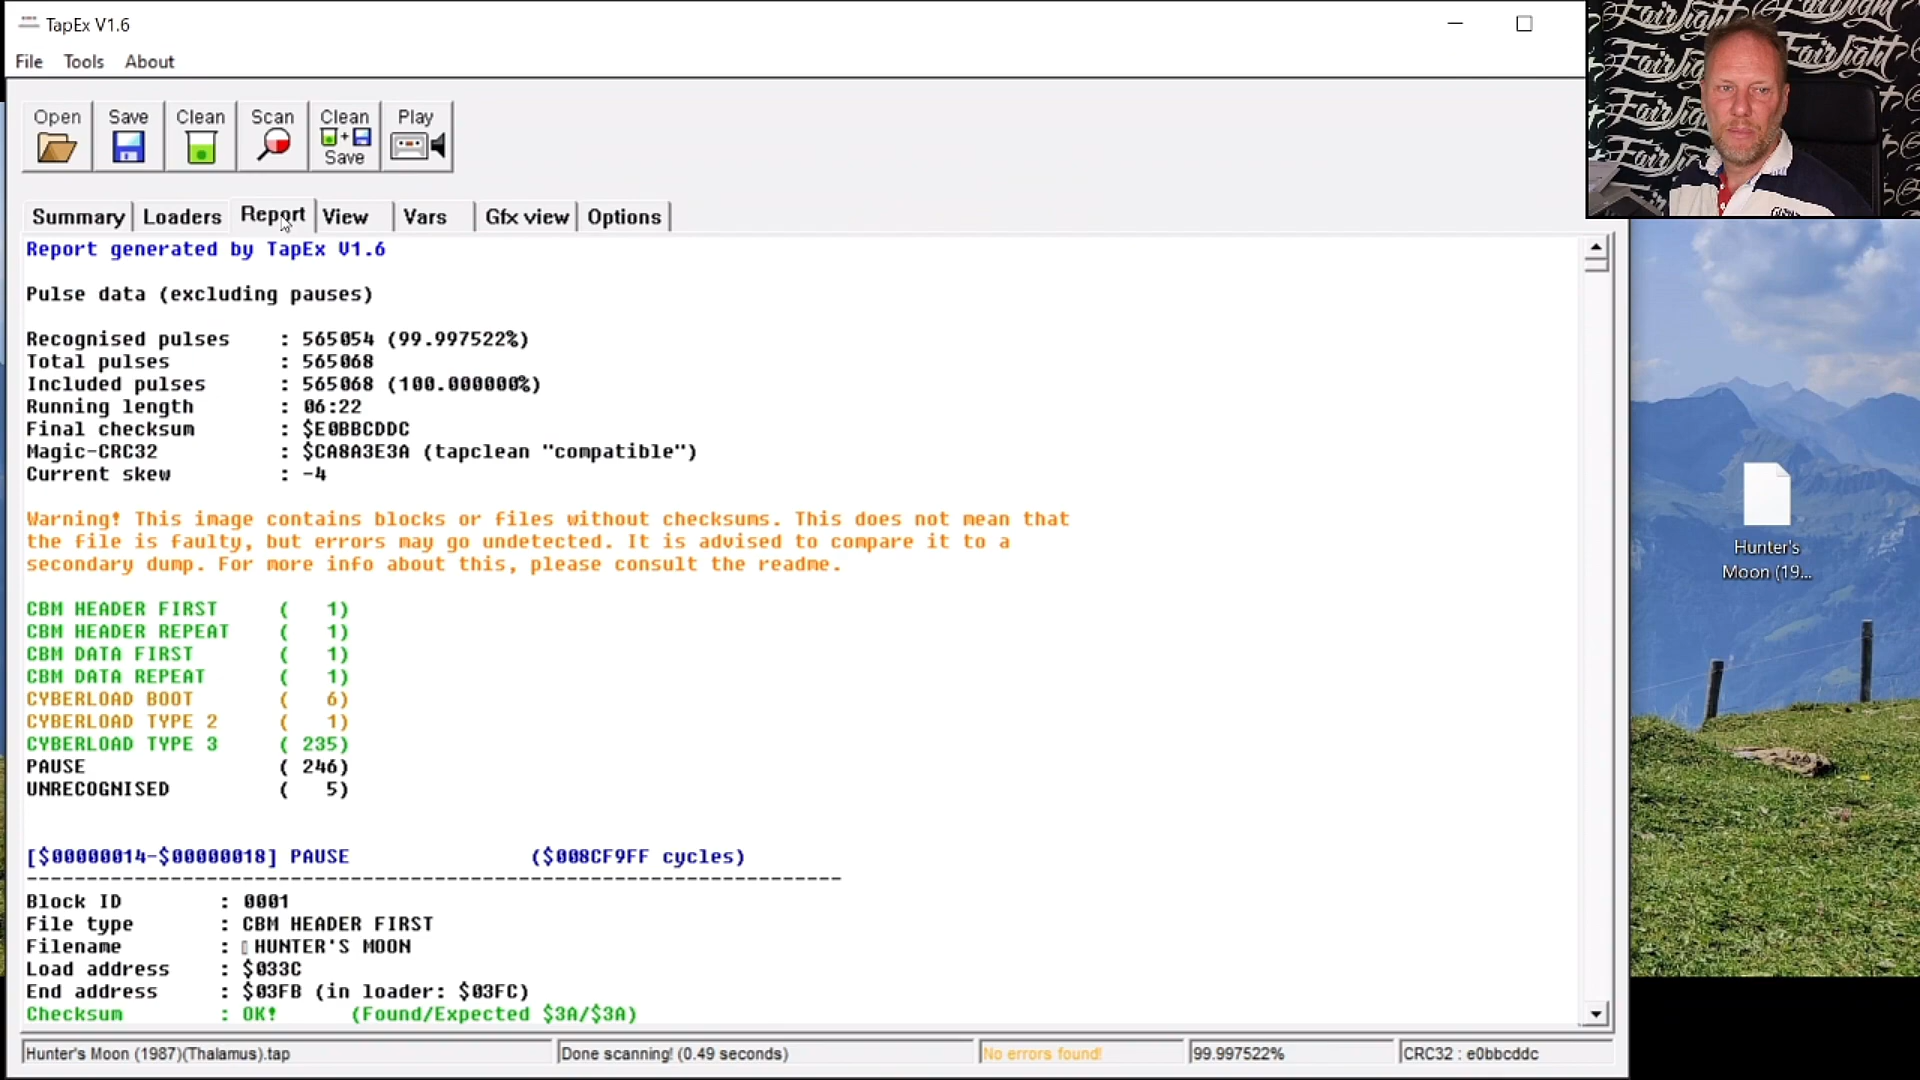 TapEx V1.6
File Tools About
Open Save Clean Scan Clean Save Play
Summary Loaders Report View Vars Gfx view Options
Report generated by TapEx V1.6
Pulse data (excluding pauses)
Recognised pulses : 565054 (99.997522%)
Total pulses : 565068
Included pulses : 565068 (100.000000%)
Running length : 06:22
Final checksum : $E0BBCDDC
Magic-CRC32 : $CA8A3E3A (tapclean "compatible")
Current skew : -4
Warning! This image contains blocks or files without checksums. This does not mean that
the file is faulty, but errors may go undetected. It is advised to compare it to a
secondary dump. For more info about this, please consult the readme.
CBM HEADER FIRST ( 1)
CBM HEADER REPEAT ( 1)
CBM DATA FIRST ( 1)
CBM DATA REPEAT ( 1)
CYBERLOAD BOOT ( 6)
CYBERLOAD TYPE 2 ( 1)
CYBERLOAD TYPE 3 ( 235)
PAUSE ( 246)
UNRECOGNISED ( 5)
[$00000014-$00000018] PAUSE ($008CF9FF cycles)
--------------------------------------------------------------------
Block ID : 0001
File type : CBM HEADER FIRST
Filename : HUNTER'S MOON
Load address : $033C
End address : $03FB (in loader: $03FC)
Checksum : OK! (Found/Expected $3A/$3A)
Hunter's Moon (1987)(Thalamus).tap Done scanning! (0.49 seconds) No errors found! 99.997522% CRC32 : e0bbcddc
Fairlight
Hunter's
Moon (19...